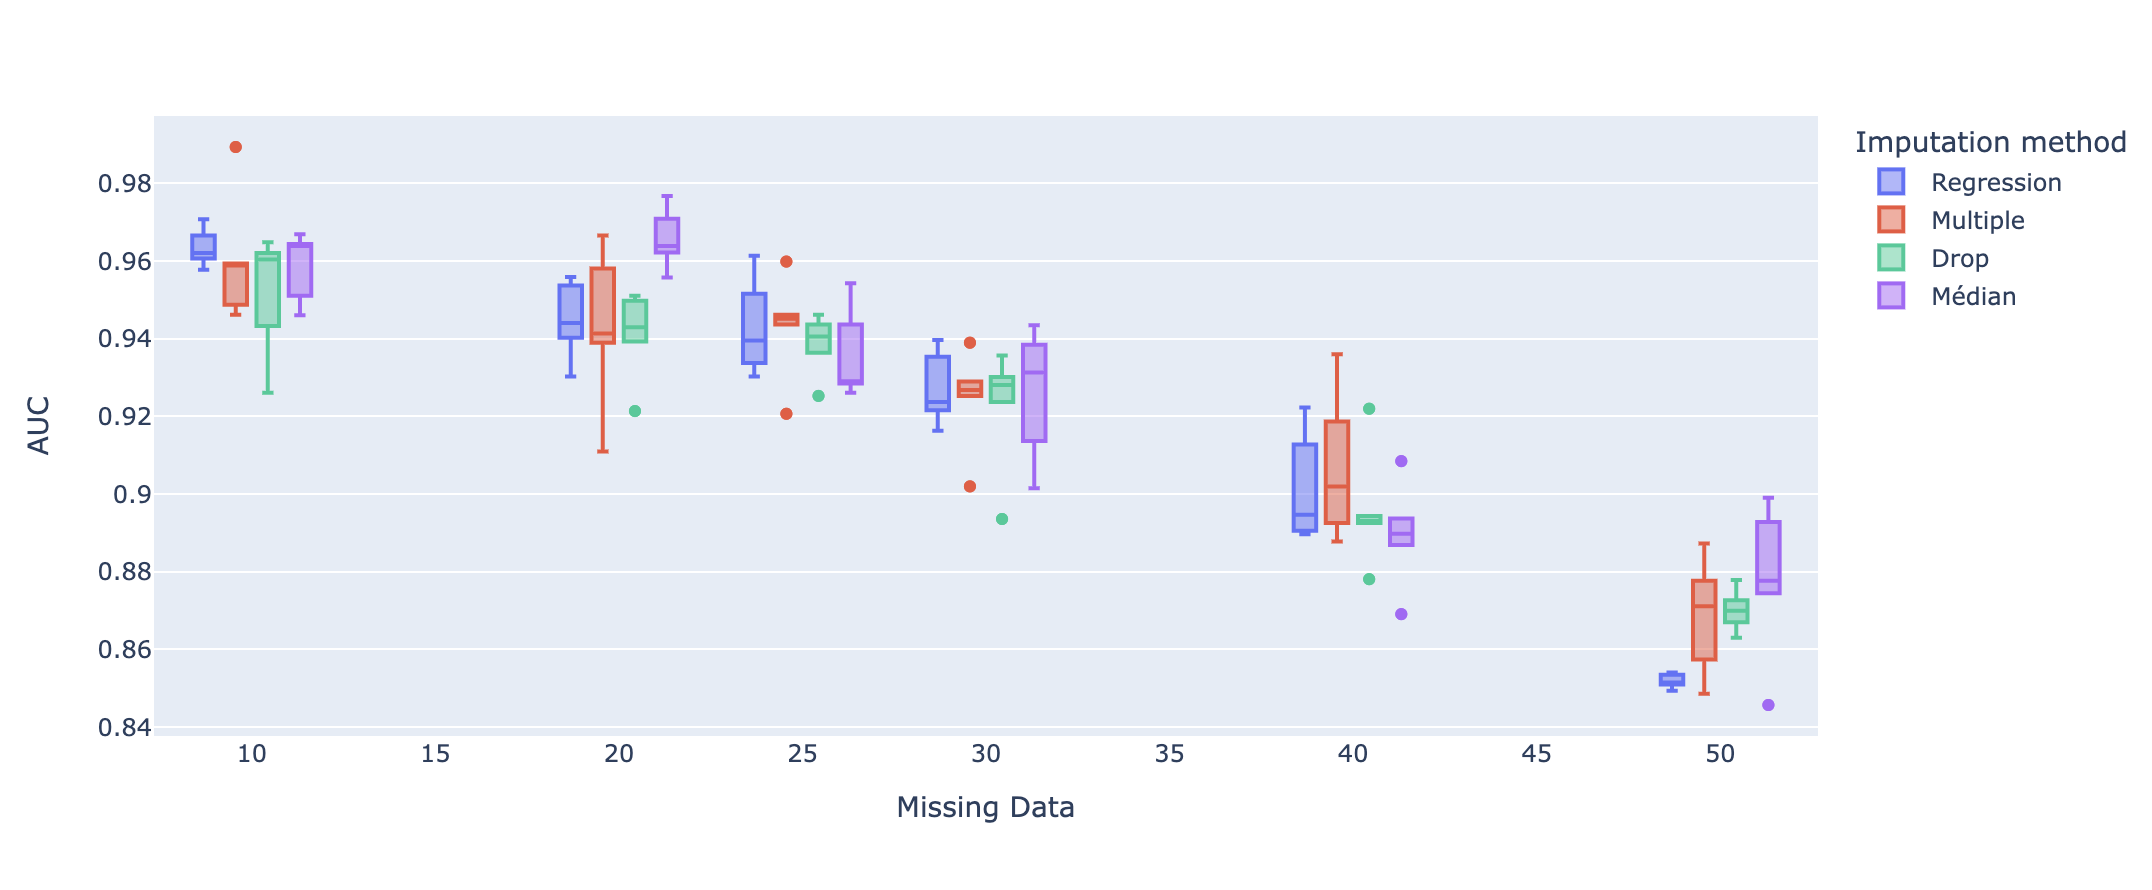 Imputation method
Regression
Multiple
Drop
Médian
AUC
0.98
0.96
0.94
0.92
0.9
0.88
0.86
0.84
10 15 20 25 30 35 40 45 50
Missing Data